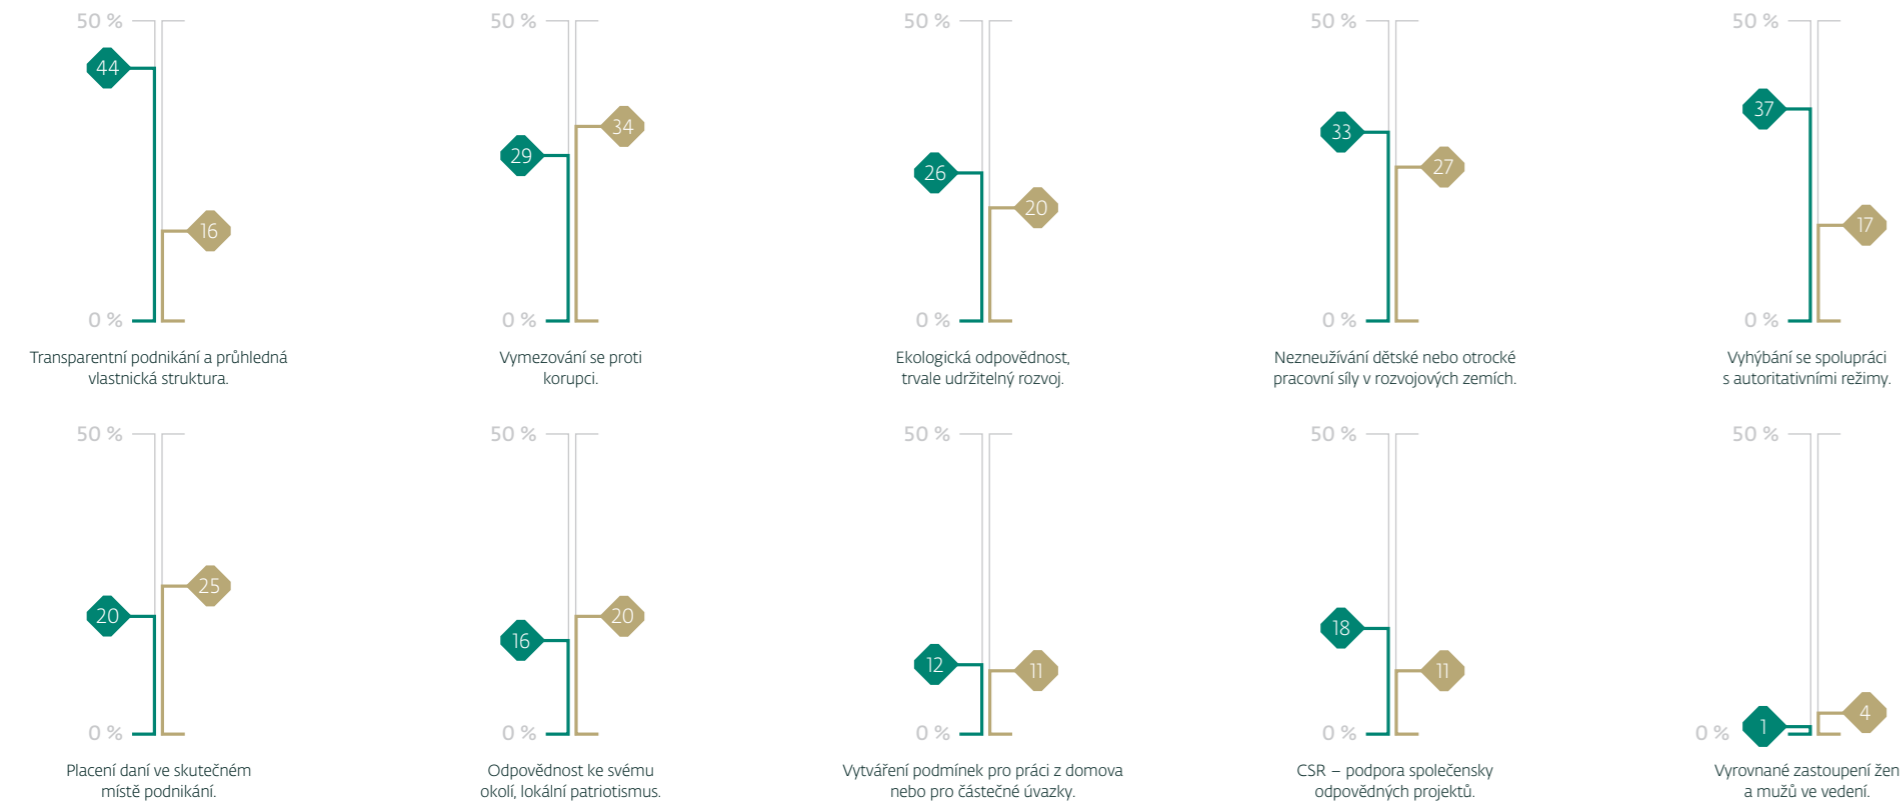 50 %
44
16
0 %
Transparentní podnikání a průhledná
vlastnická struktura.
50 %
34
29
0 %
Vymezování se proti
korupci.
50 %
26
20
0 %
Ekologická odpovědnost,
trvale udržitelný rozvoj.
50 %
33
27
0 %
Nezneužívání dětské nebo otrocké
pracovní síly v rozvojových zemích.
50 %
37
17
0 %
Vyhýbání se spolupráci
s autoritativními režimy.
50 %
25
20
0 %
Placení daní ve skutečném
místě podnikání.
50 %
20
16
0 %
Odpovědnost ke svému
okolí, lokální patriotismus.
50 %
12
11
0 %
Vytváření podmínek pro práci z domova
nebo pro částečné úvazky.
50 %
18
11
0 %
CSR – podpora společensky
odpovědných projektů.
50 %
4
1
0 %
Vyrovnané zastoupení žen
a mužů ve vedení.